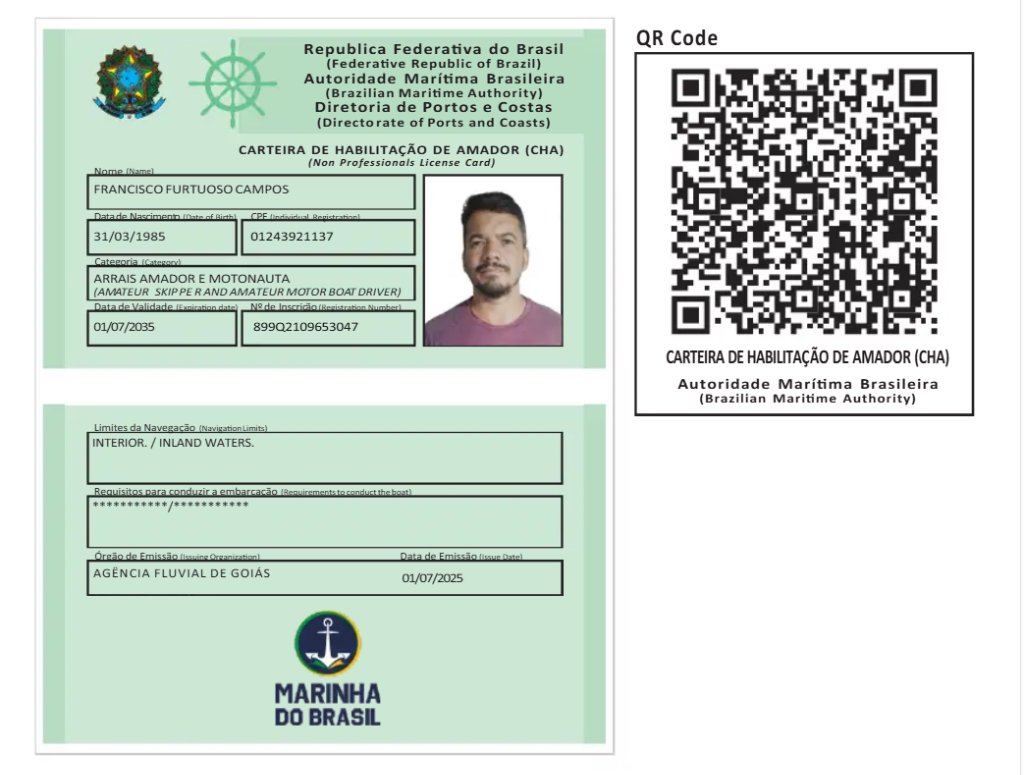 Republica Federativa do Brasil
(Federative Republic of Brazil)
Autoridade Marítima Brasileira
(Brazilian Maritime Authority)
Diretoria de Portos e Costas
(Directorate of Ports and Coasts)
CARTEIRA DE HABILITAÇÃO DE AMADOR (CHA)
(Non Professionals License Card)
Nome (Name)
FRANCISCO FURTUOSO CAMPOS
Data de Nascimento (Date of Birth) CPF (Individual Registration)
31/03/1985 01243921137
Categoria (Category)
ARRAIS AMADOR E MOTONAUTA
(AMATEUR SKIPPE R AND AMATEUR MOTOR BOAT DRIVER)
Data de Validade (Expiration date) Nº de Inscrição (Registration Number)
01/07/2035 899Q2109653047
Limites da Navegação (Navigation Limits)
INTERIOR. / INLAND WATERS.
Requisitos para conduzir a embarcação (Requirements to conduct the boat)
***********/***********
Órgão de Emissão (Issuing Organization) Data de Emissão (Issue Date)
AGËNCIA FLUVIAL DE GOIÁS 01/07/2025
MARINHA
DO BRASIL
QR Code
CARTEIRA DE HABILITAÇÃO DE AMADOR (CHA)
Autoridade Marítima Brasileira
(Brazilian Maritime Authority)